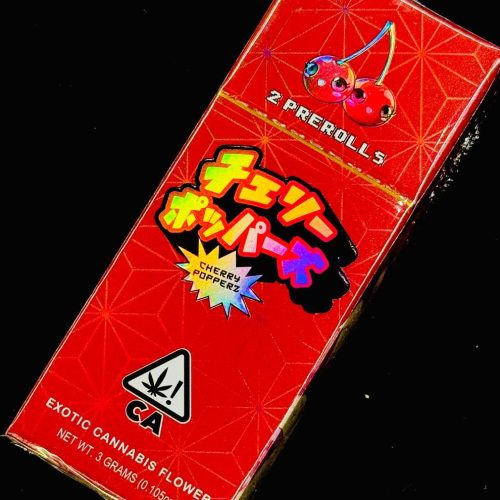 2 PREROLLS
チェリー
ポッパーズ
CHERRY
POPPERZ
!
CA
EXOTIC CANNABIS FLOWER
NET WT. 3 GRAMS (0.105